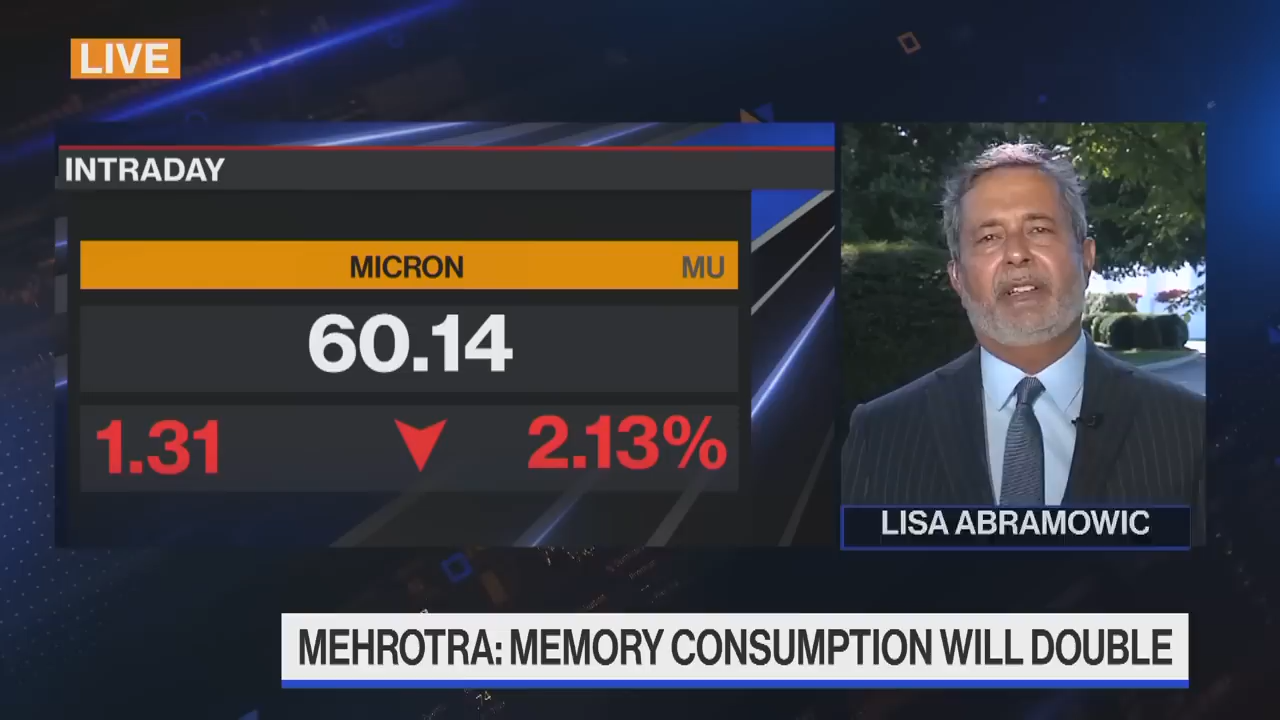 LIVE
INTRADAY
MICRON MU
60.14
1.31 2.13%
LISA ABRAMOWIC
MEHROTRA: MEMORY CONSUMPTION WILL DOUBLE